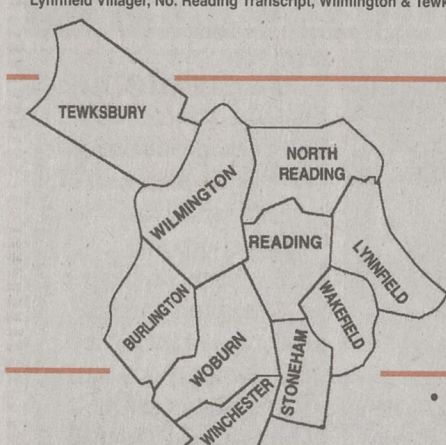 Lynnfield Villager, No. Reading Transcript, Wilmington & Tewk
TEWKSBURY
NORTH
READING
WILMINGTON
READING
LYNNFIELD
BURLINGTON
WAKEFIELD
WOBURN
STONEHAM
WINCHESTER